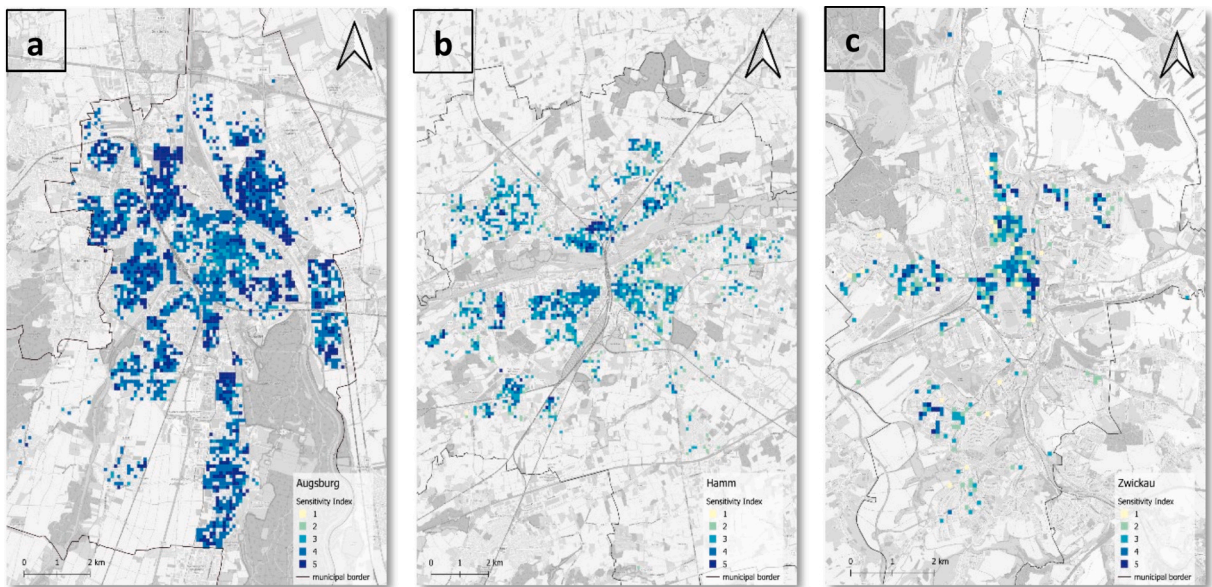 a
b
c
Augsburg
Sensitivity Index
1
2
3
4
5
municipal border
0 1 2 km
Hamm
Sensitivity Index
1
2
3
4
5
municipal border
0 1 2 km
Zwickau
Sensitivity Index
1
2
3
4
5
municipal border
0 1 2 km